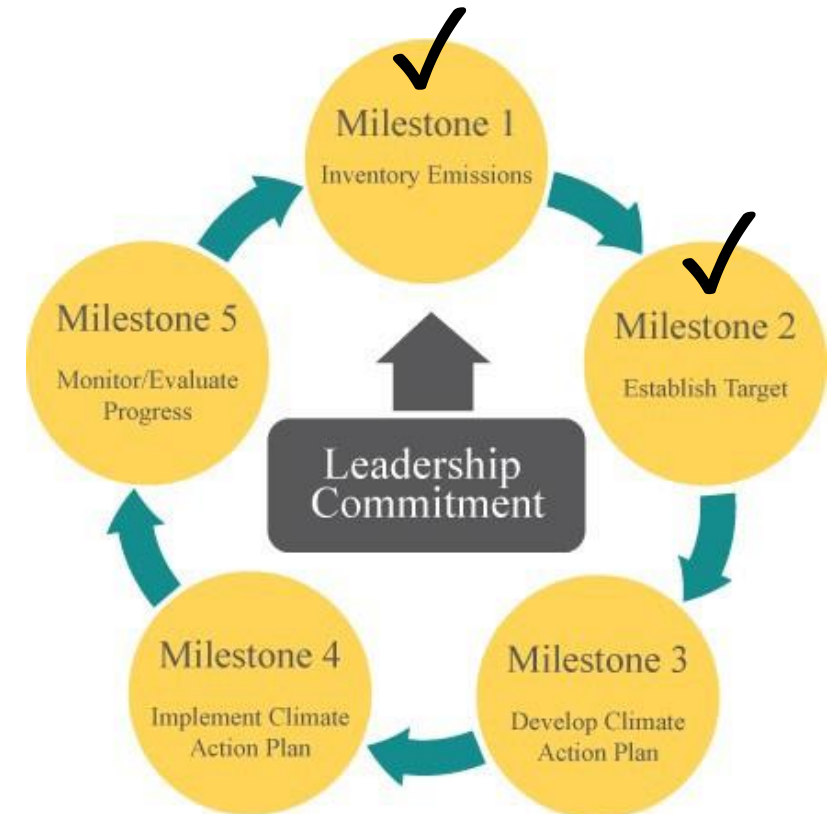 Milestone 1
Inventory Emissions
Milestone 2
Establish Target
Milestone 3
Develop Climate
Action Plan
Milestone 4
Implement Climate
Action Plan
Milestone 5
Monitor/Evaluate
Progress
Leadership
Commitment